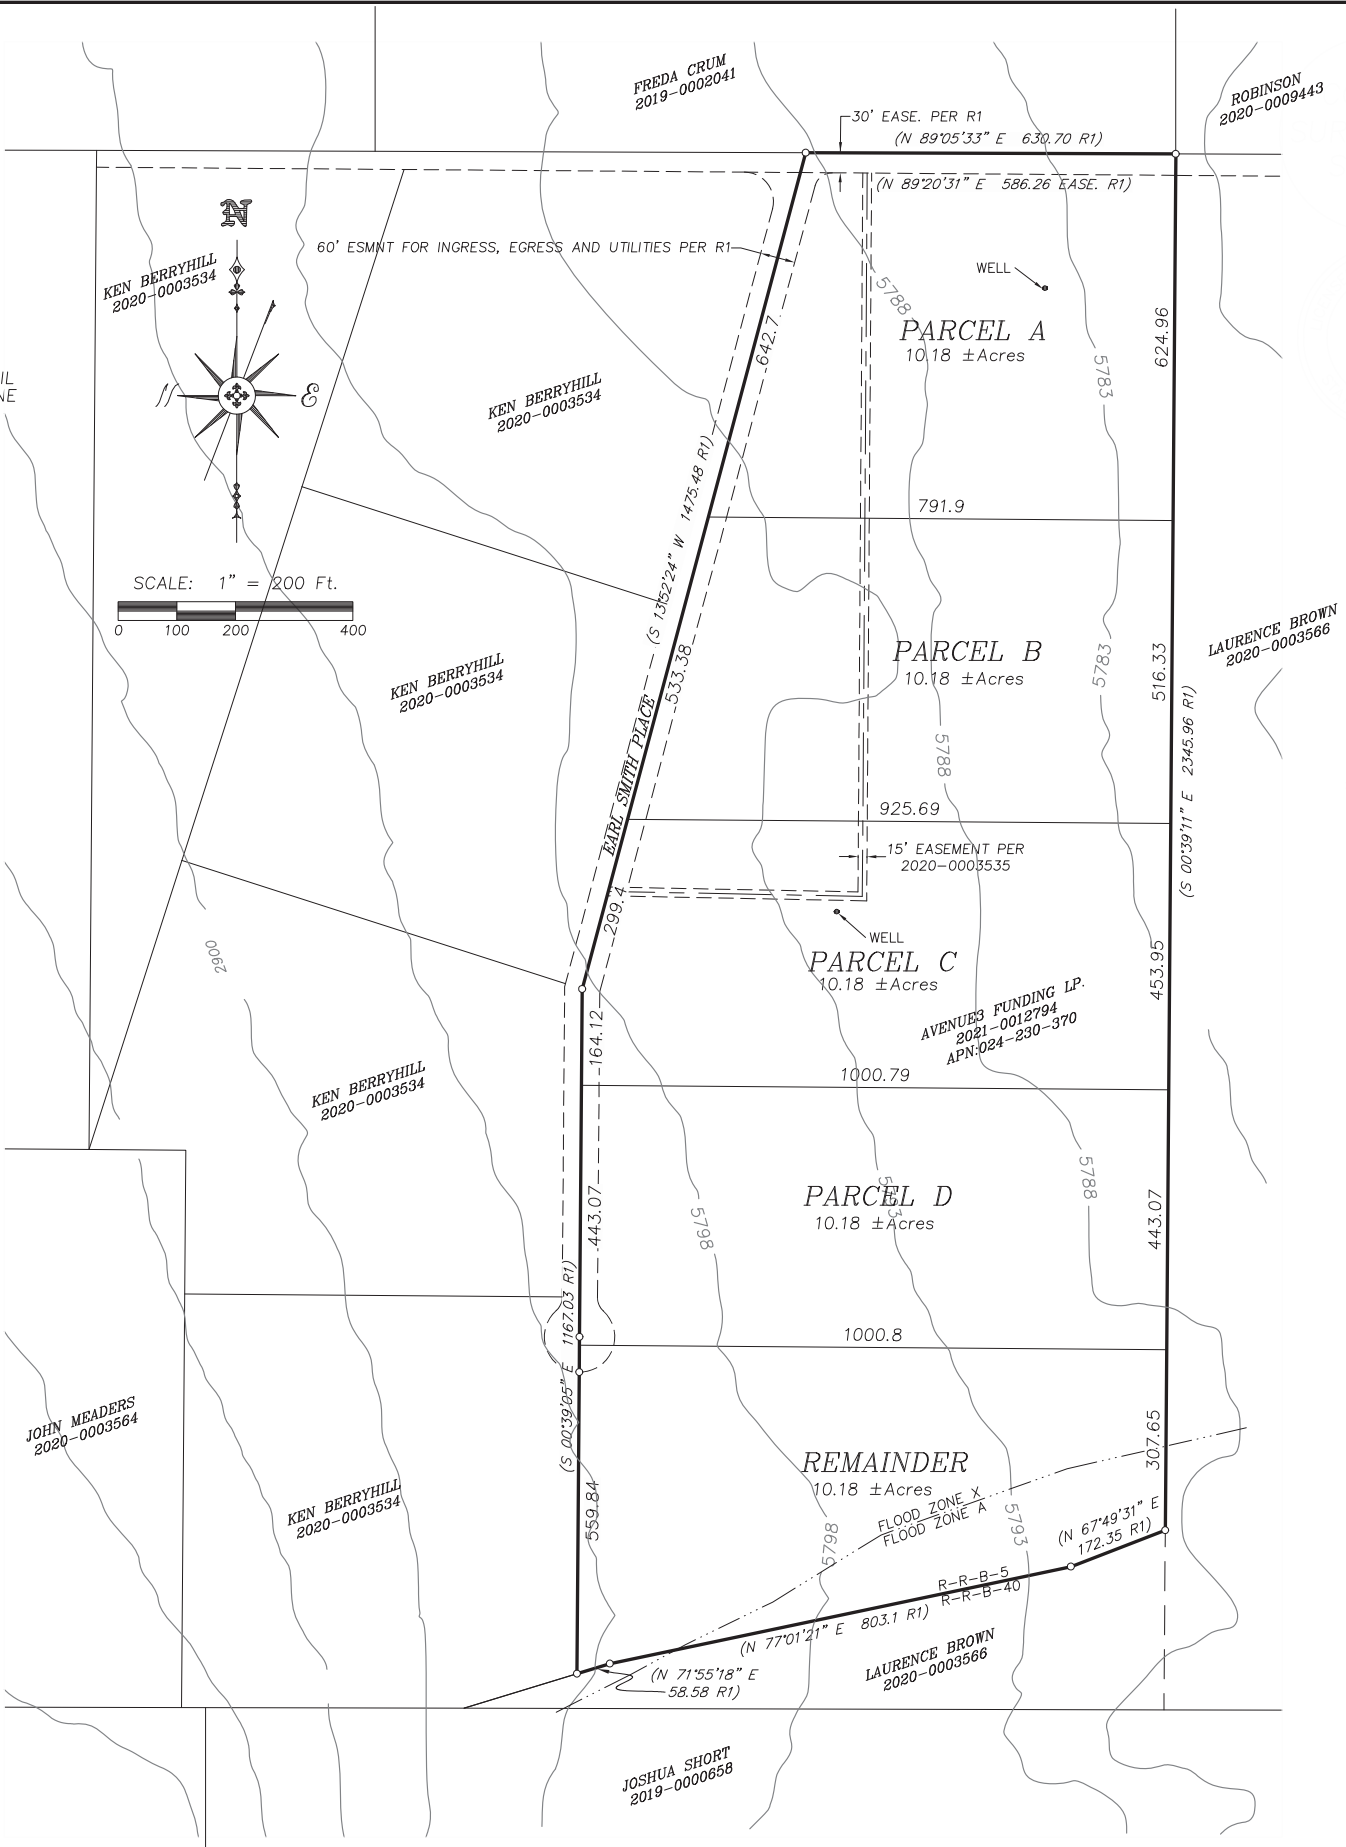 FREDA CRUM
2019-0002041
ROBINSON
2020-0009443
30' EASE. PER R1
(N 89°05'33" E 630.70 R1)
(N 89°20'31" E 586.26 EASE. R1)
N
60' ESMNT FOR INGRESS, EGRESS AND UTILITIES PER R1
KEN BERRYHILL
2020-0003534
WELL
5788
PARCEL A
10.18 ±Acres
624.96
642.7
5783
IL
NE
E
KEN BERRYHILL
2020-0003534
(S 13°52'24" W 1475.48 R1)
791.9
SCALE: 1" = 200 Ft.
0 100 200 400
LAURENCE BROWN
2020-0003566
PARCEL B
10.18 ±Acres
5783
516.33
KEN BERRYHILL
2020-0003534
533.38
EARL SMITH PLACE
5788
(S 00°39'11" E 2345.96 R1)
925.69
15' EASEMENT PER
2020-0003535
299.4
WELL
PARCEL C
10.18 ±Acres
453.95
2900
AVENUE3 FUNDING LP.
2021-0012794
APN:024-230-370
164.12
1000.79
KEN BERRYHILL
2020-0003534
PARCEL D
10.18 ±Acres
5788
443.07
443.07
5798
(S 00°39'05" E 1167.03 R1)
1000.8
JOHN MEADERS
2020-0003564
307.65
REMAINDER
10.18 ±Acres
FLOOD ZONE X
FLOOD ZONE A
KEN BERRYHILL
2020-0003534
559.84
5798
5793
(N 67°49'31" E
172.35 R1)
R-R-B-5
R-R-B-40
(N 77°01'21" E 803.1 R1)
LAURENCE BROWN
2020-0003566
(N 71°55'18" E
58.58 R1)
JOSHUA SHORT
2019-0000658